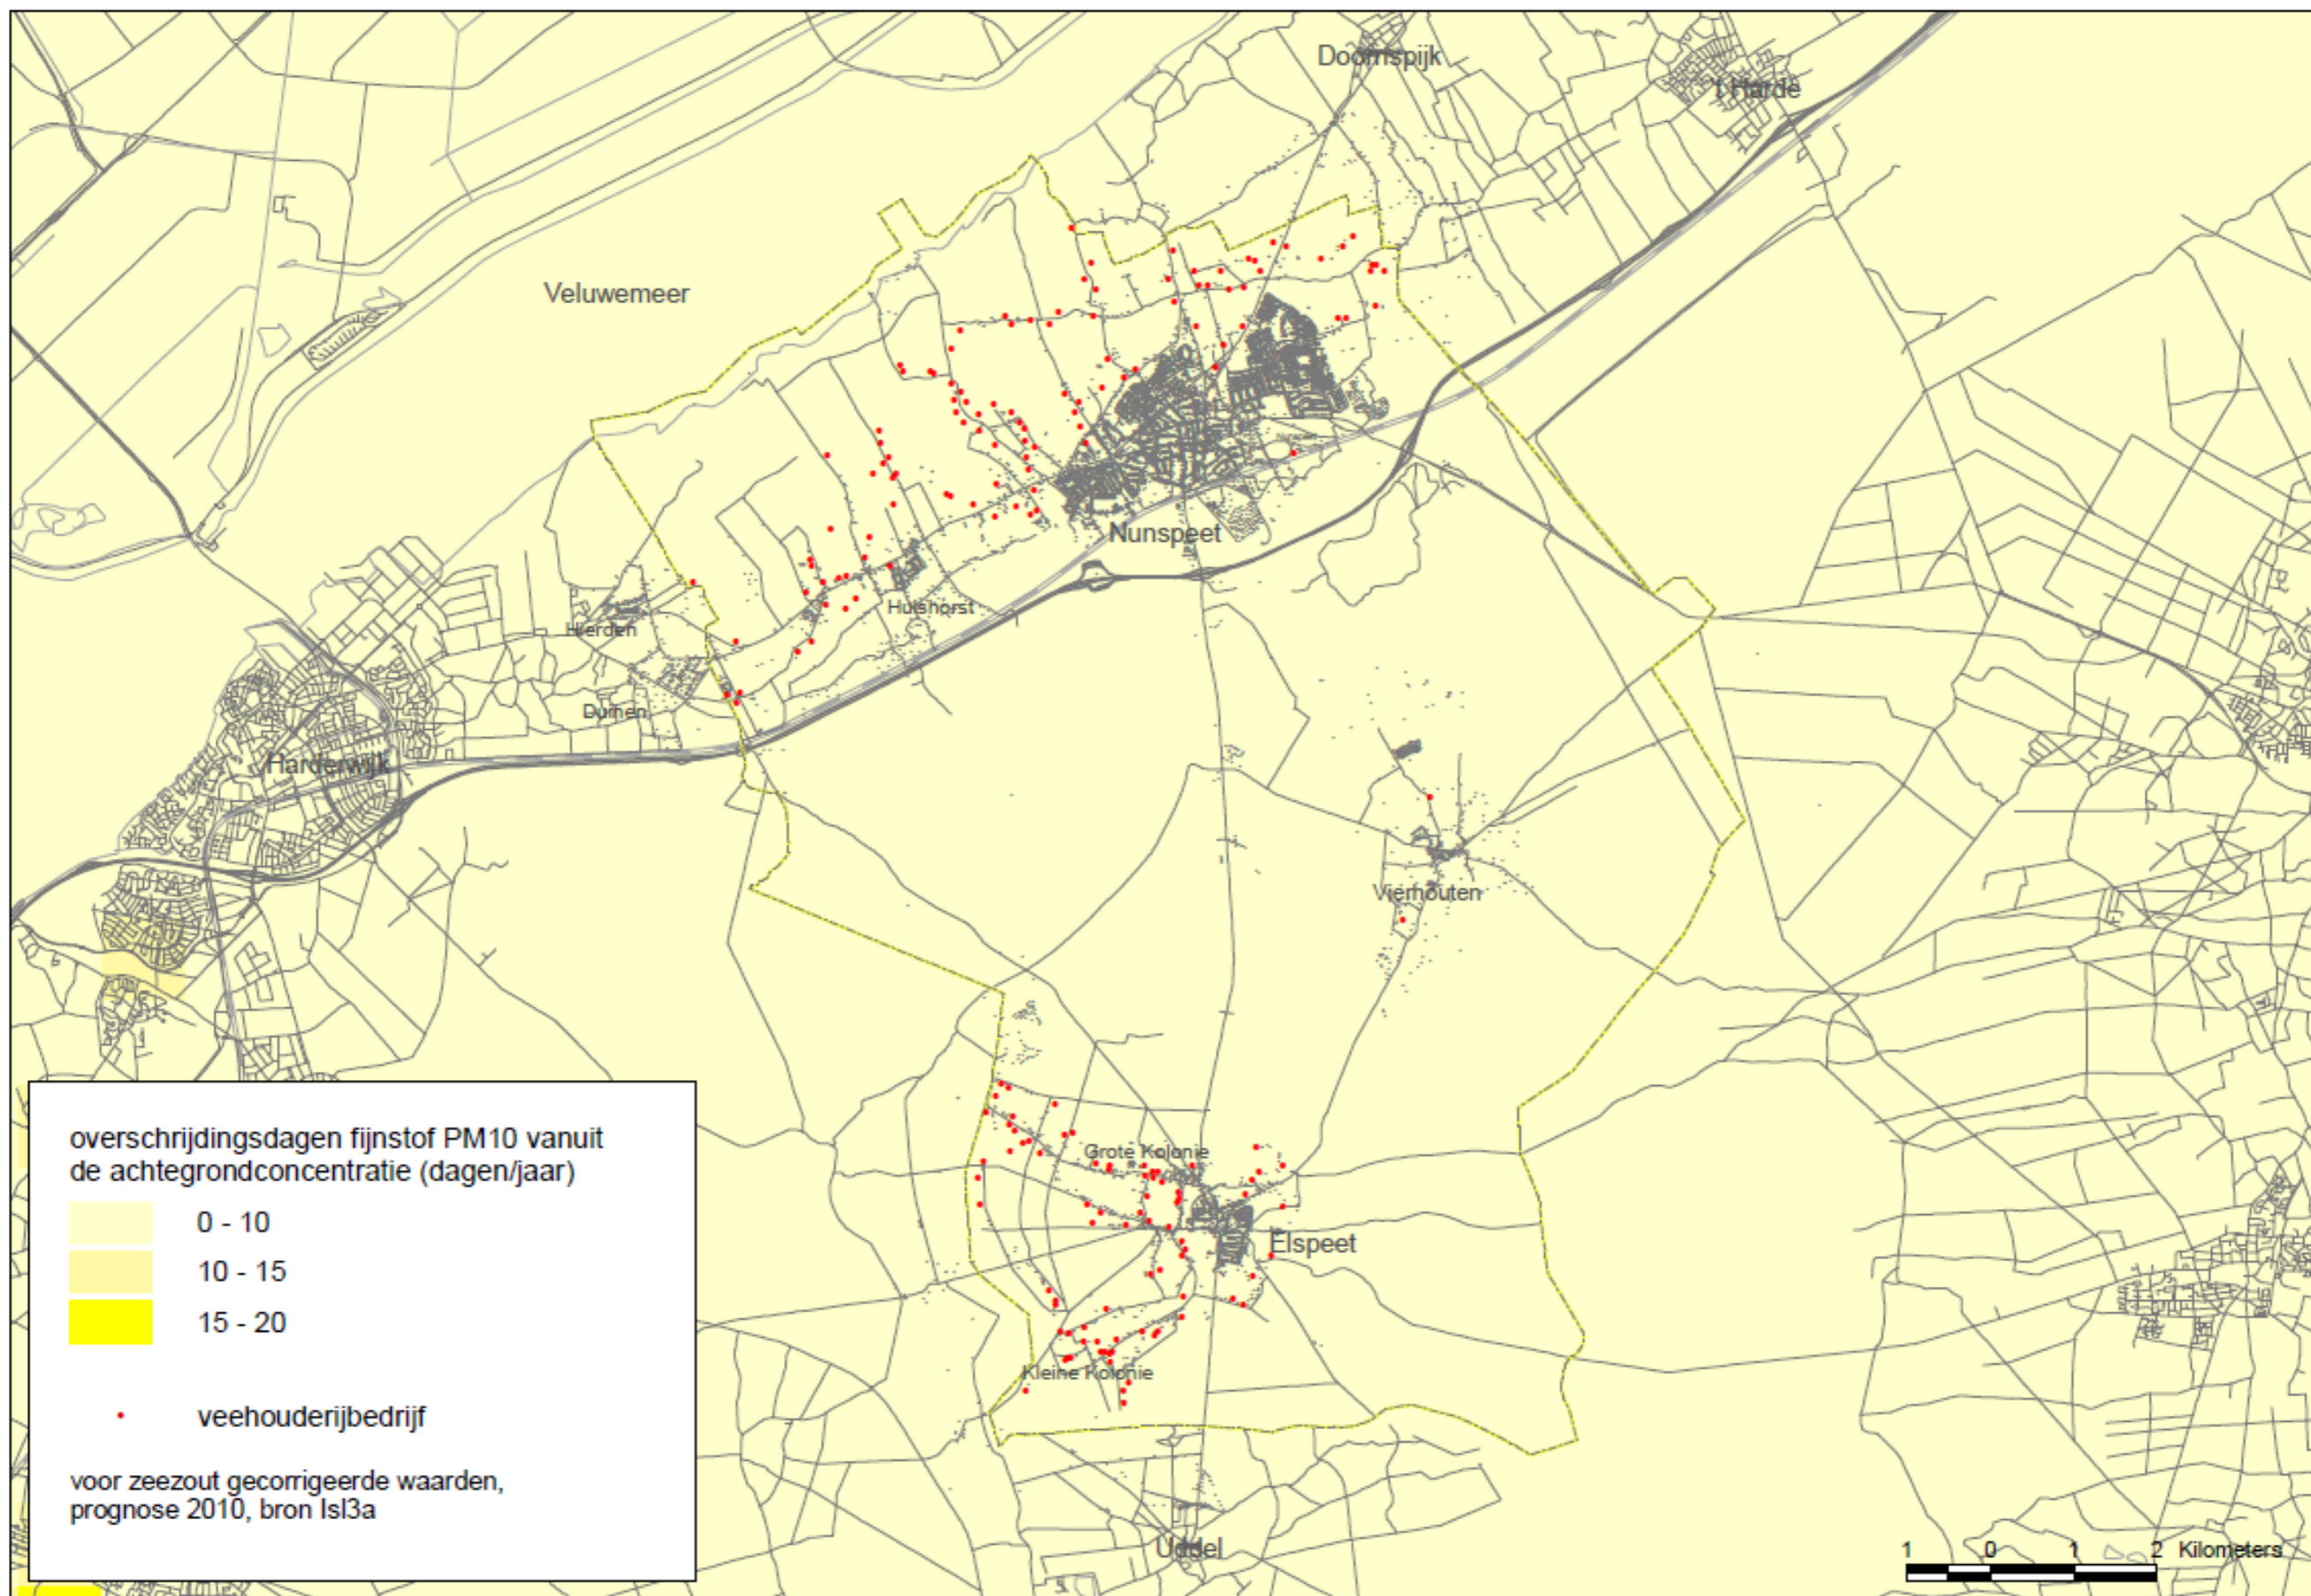 Doornspijk
't Harde
Veluwemeer
Nunspeet
Hulshorst
Hierden
Durhen
Harderwijk
Vierhouten
Grote Kolonie
Elspeet
Kleine Kolonie
Uddel
overschrijdingsdagen fijnstof PM10 vanuit
de achtegrondconcentratie (dagen/jaar)
0 - 10
10 - 15
15 - 20
veehouderijbedrijf
voor zeezout gecorrigeerde waarden,
prognose 2010, bron Isl3a
1 0 1 2 Kilometers